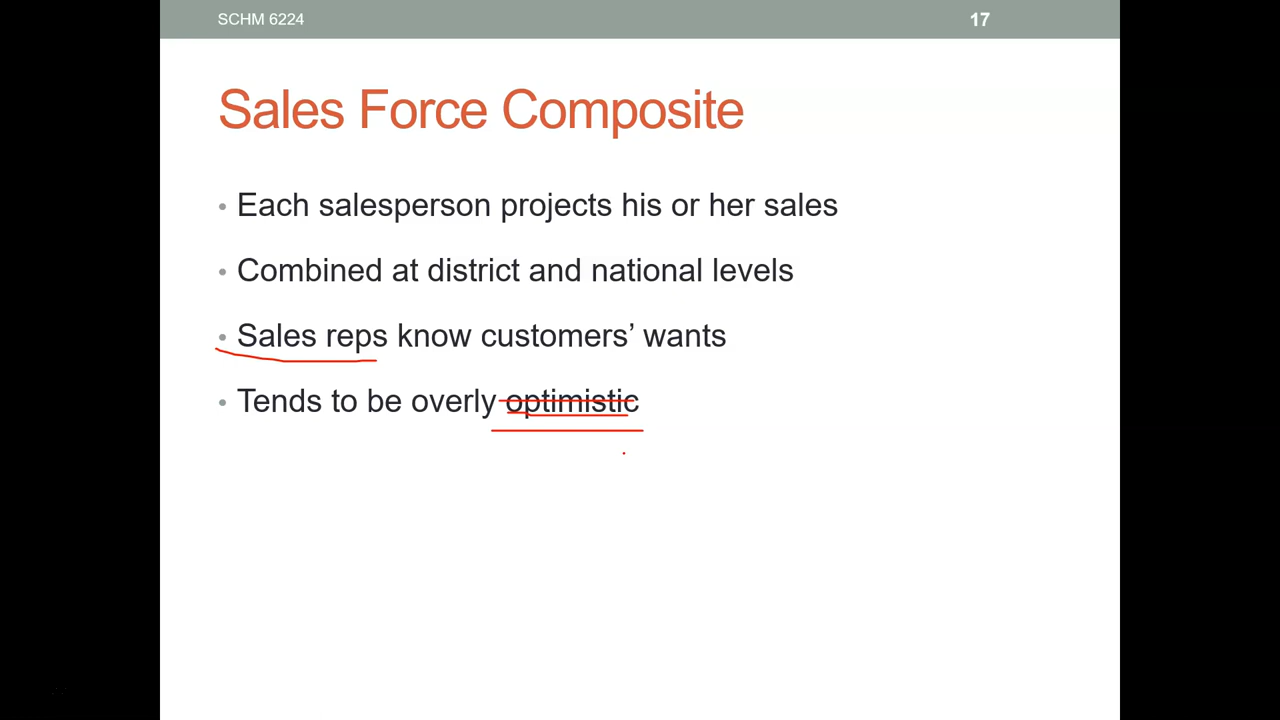 SCHM 6224
17
Sales Force Composite
• Each salesperson projects his or her sales
• Combined at district and national levels
• Sales reps know customers’ wants
• Tends to be overly optimistic